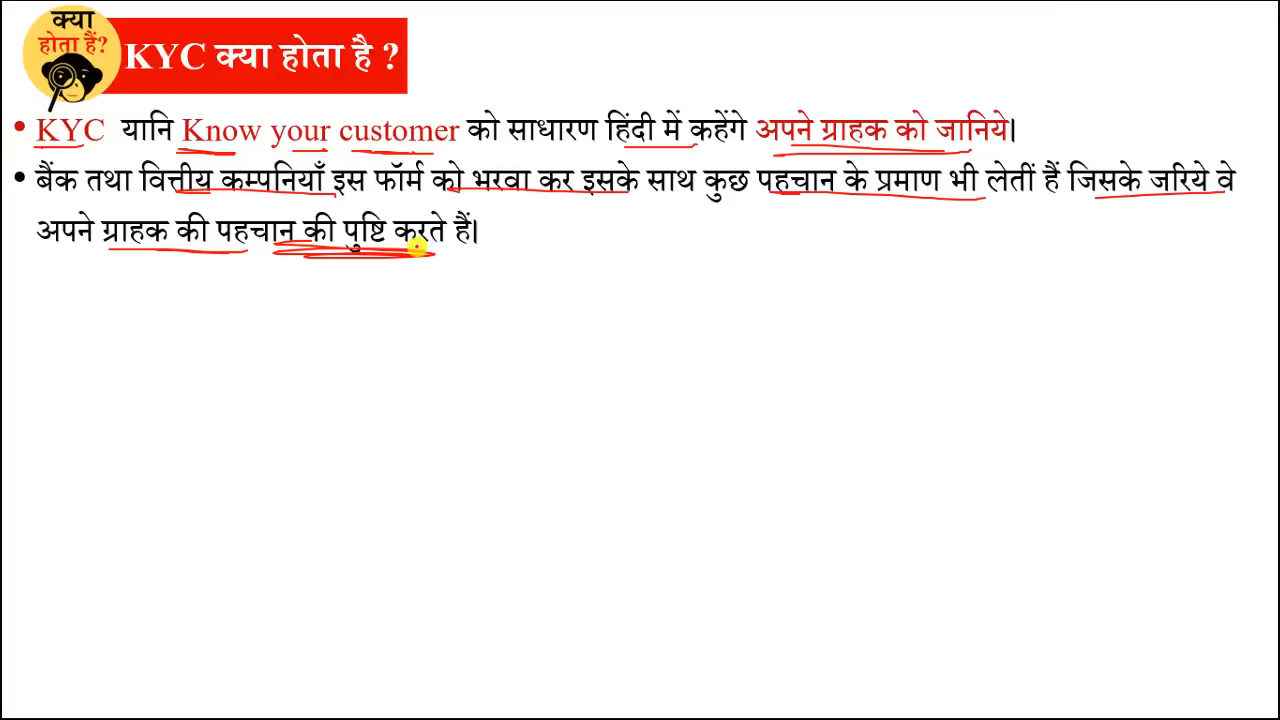 क्या
होता हैं?
KYC क्या होता है ?
• KYC यानि Know your customer को साधारण हिंदी में कहेंगे अपने ग्राहक को जानिये।
• बैंक तथा वित्तीय कम्पनियाँ इस फॉर्म को भरवा कर इसके साथ कुछ पहचान के प्रमाण भी लेतीं हैं जिसके जरिये वे
अपने ग्राहक की पहचान की पुष्टि करते हैं।